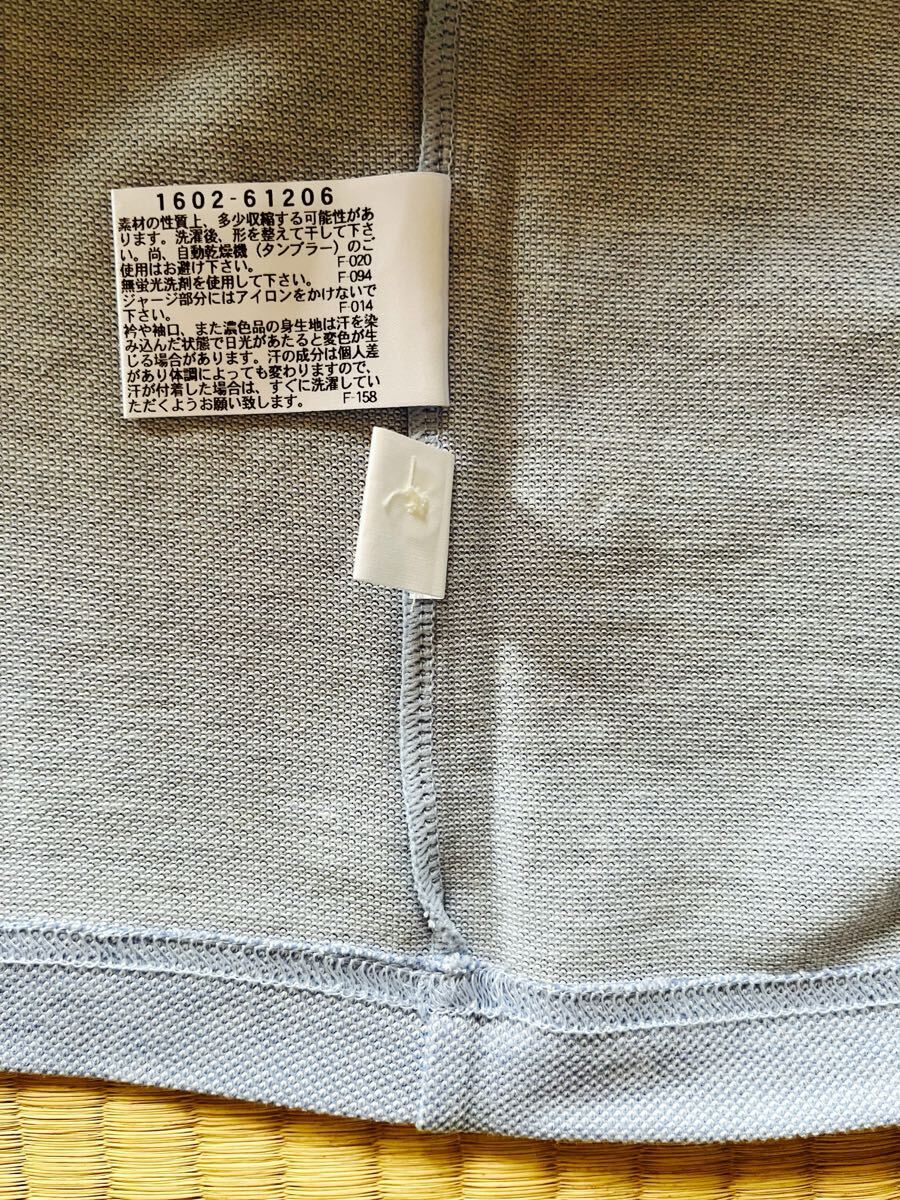 1602-61206
素材の性質上、多少収縮する可能性があ
ります。洗濯後、形を整えて干して下さ
い。尚、自動乾燥機（タンブラー）のご
使用はお避け下さい。 F-020
無蛍光洗剤を使用して下さい。 F-094
ジャージ部分にはアイロンをかけないで
下さい。 F-014
衿や袖口、また濃色品の身生地は汗を染
み込んだ状態で日光があたると変色が生
じる場合があります。汗の成分は個人差
があり体調によっても変わりますので、
汗が付着した場合は、すぐに洗濯してい
ただくようお願い致します。 F-158